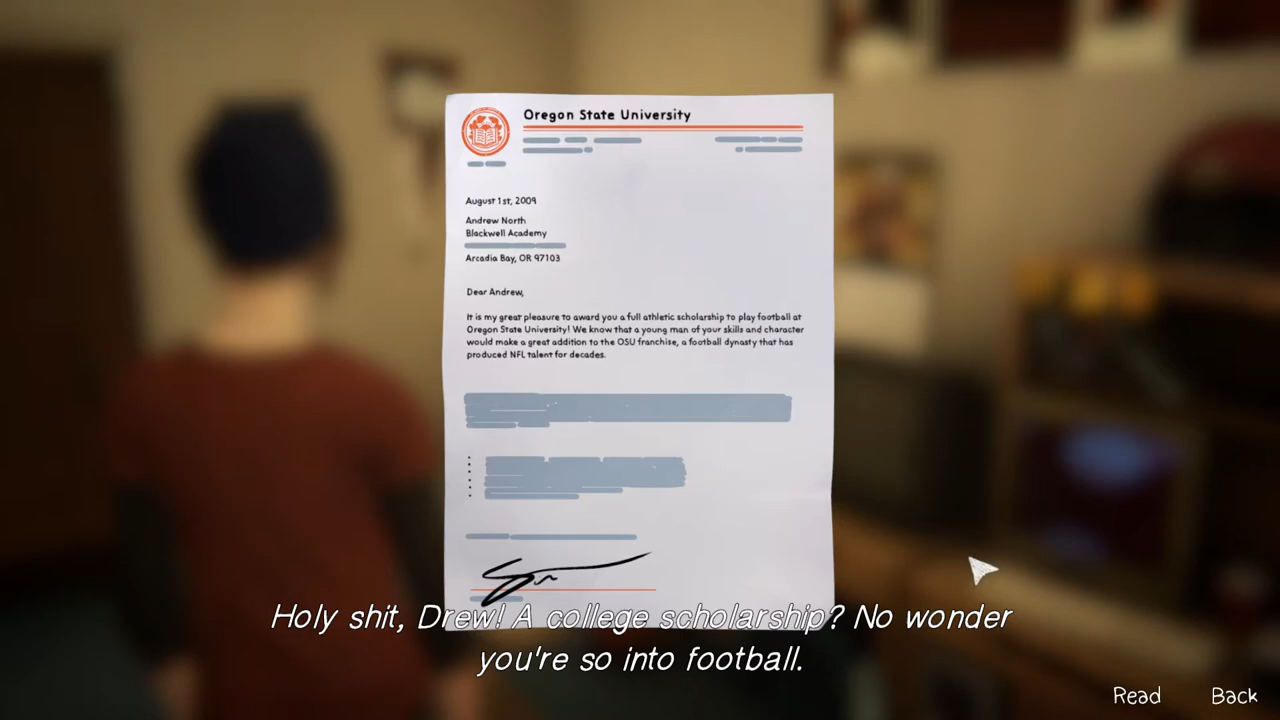 Oregon State University
August 1st, 2009
Andrew North
Blackwell Academy
Arcadia Bay, OR 97103
Dear Andrew,
It is my great pleasure to award you a full athletic scholarship to play football at
Oregon State University! We know that a young man of your skills and character
would make a great addition to the OSU franchise, a football dynasty that has
produced NFL talent for decades.
Holy shit, Drew! A college scholarship? No wonder
you're so into football.
Read Back